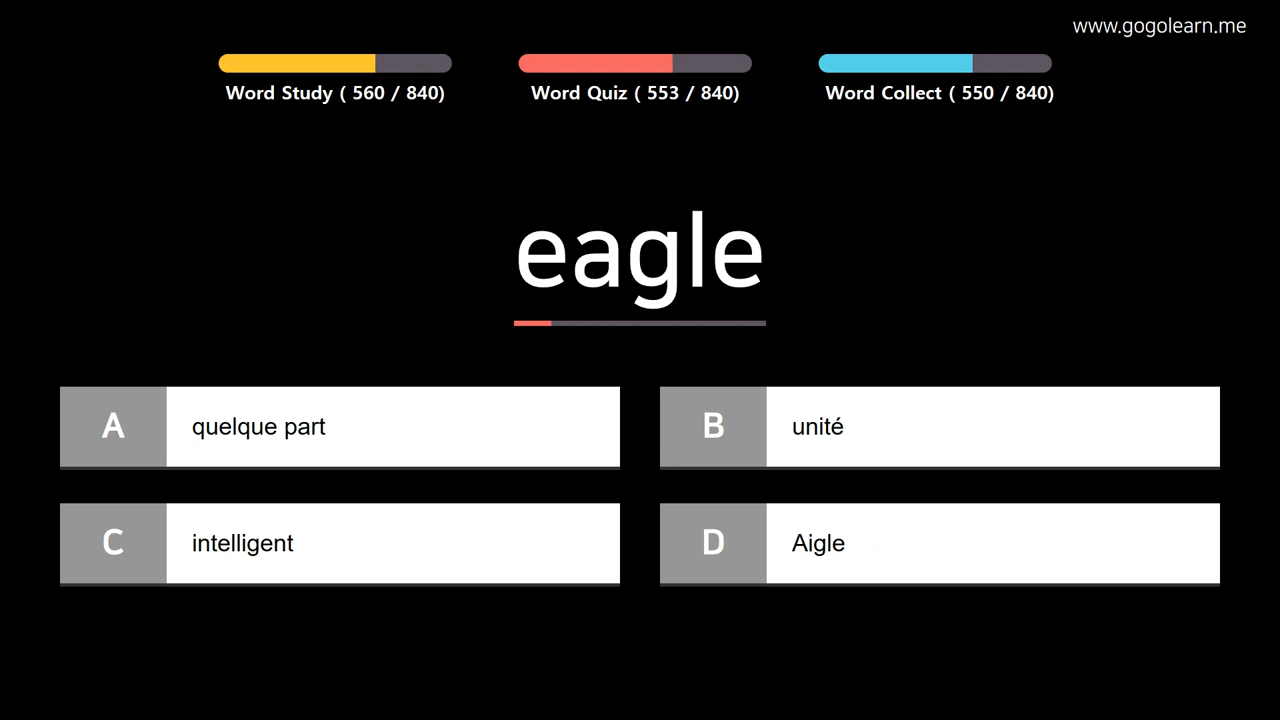 www.gogolearn.me
Word Study ( 560 / 840)
Word Quiz ( 553 / 840)
Word Collect ( 550 / 840)
eagle
A quelque part
B unité
C intelligent
D Aigle